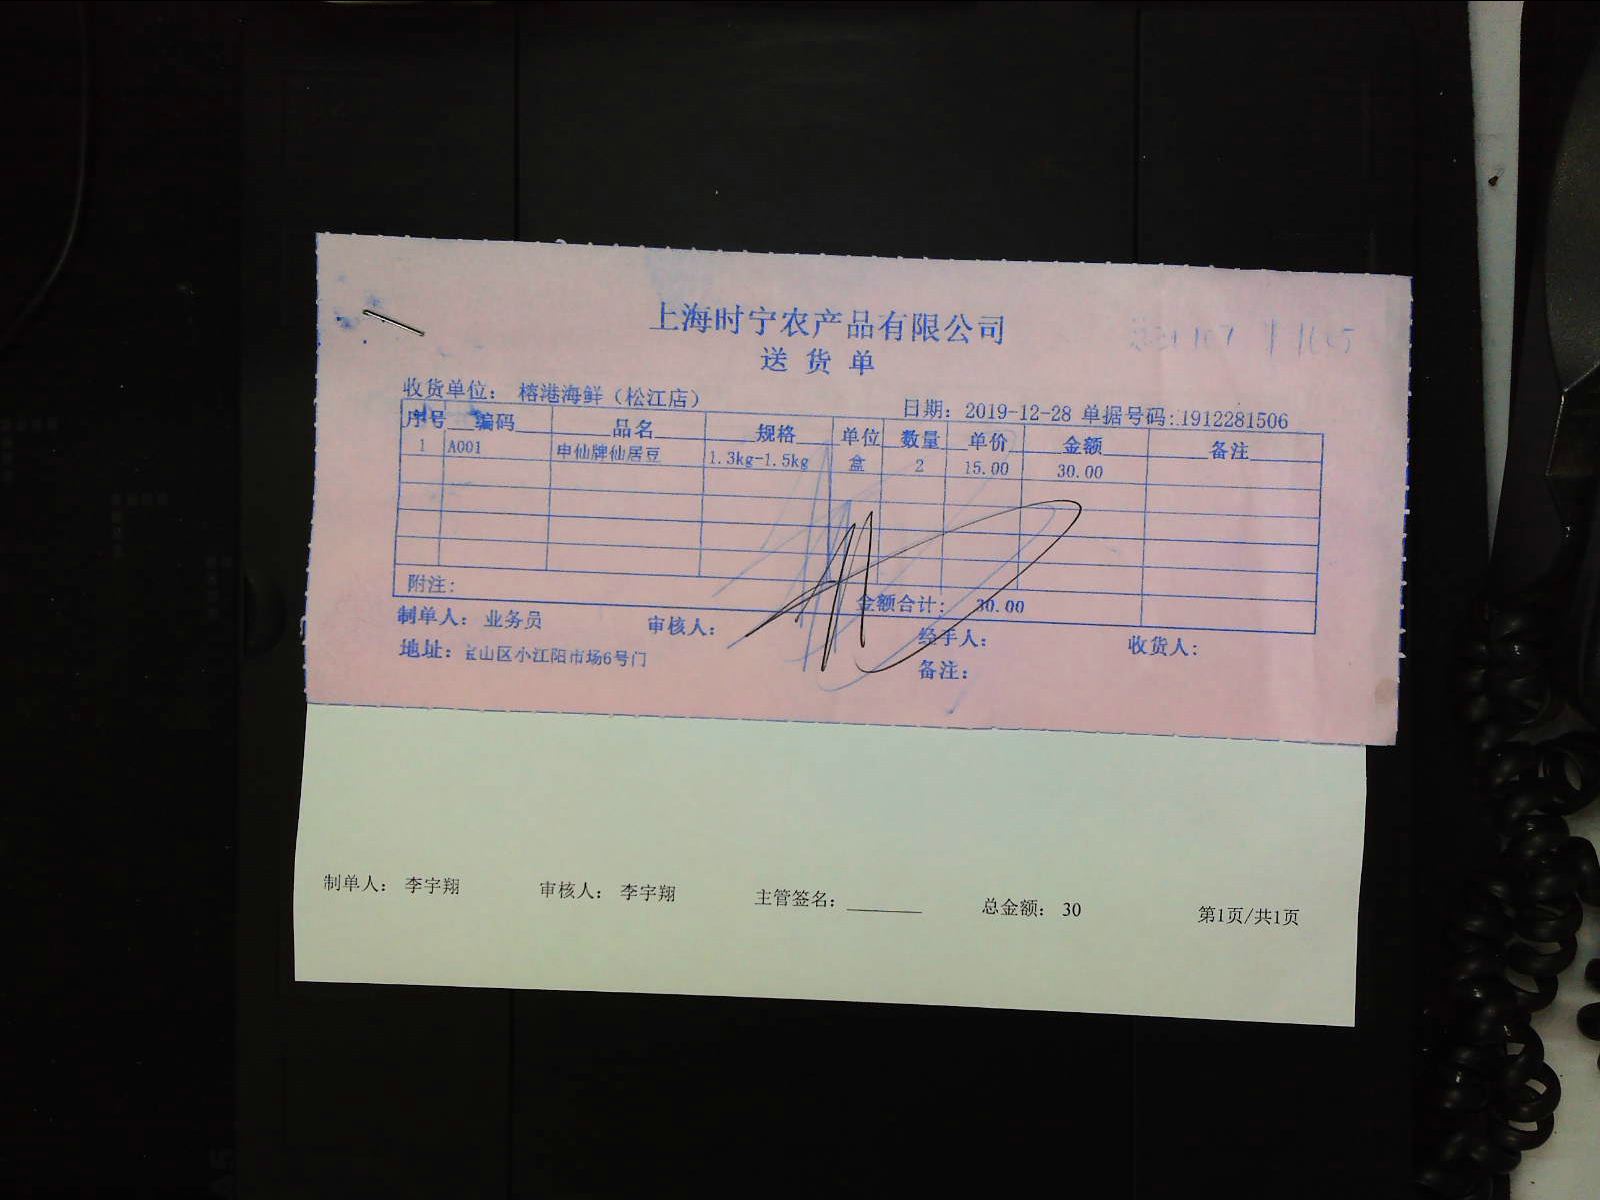 上海时宁农产品有限公司
送货单
收货单位： 榕港海鲜（松江店） 日期：2019-12-28 单据号码：1912281506
序号 编码 品名 规格 单位 数量 单价 金额 备注
1 A001 申仙牌仙居豆 1.3kg-1.5kg 盒 2 15.00 30.00
附注： 金额合计： 30.00
制单人： 业务员 审核人： 经手人： 收货人：
地址：宝山区小江阳市场6号门 备注：
制单人： 李宇翔 审核人： 李宇翔 主管签名：______ 总金额： 30 第1页/共1页